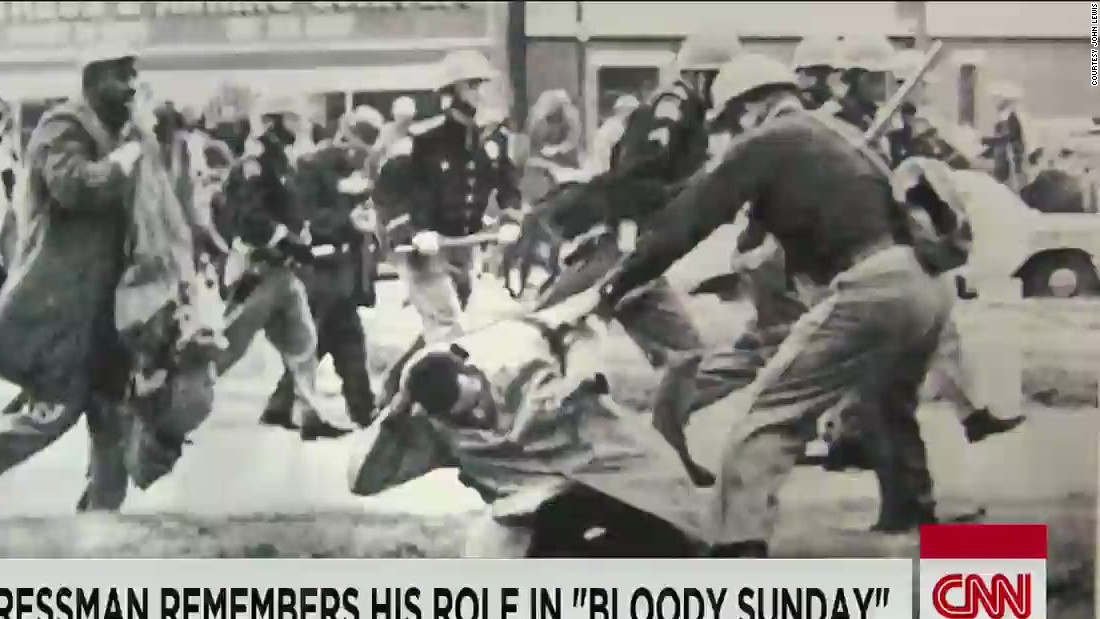 COURTESY JOHN LEWIS
RESSMAN REMEMBERS HIS ROLE IN "BLOODY SUNDAY"
CNN